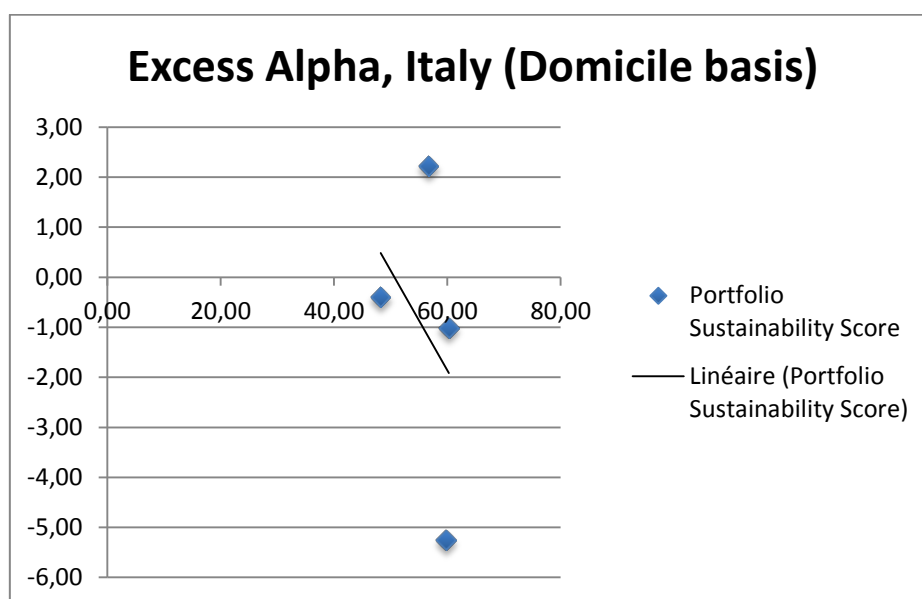 Excess Alpha, Italy (Domicile basis)
3,00
2,00
1,00
0,00
-1,00
-2,00
-3,00
-4,00
-5,00
-6,00
0,00 20,00 40,00 60,00 80,00
Portfolio
Sustainability Score
Linéaire (Portfolio
Sustainability Score)